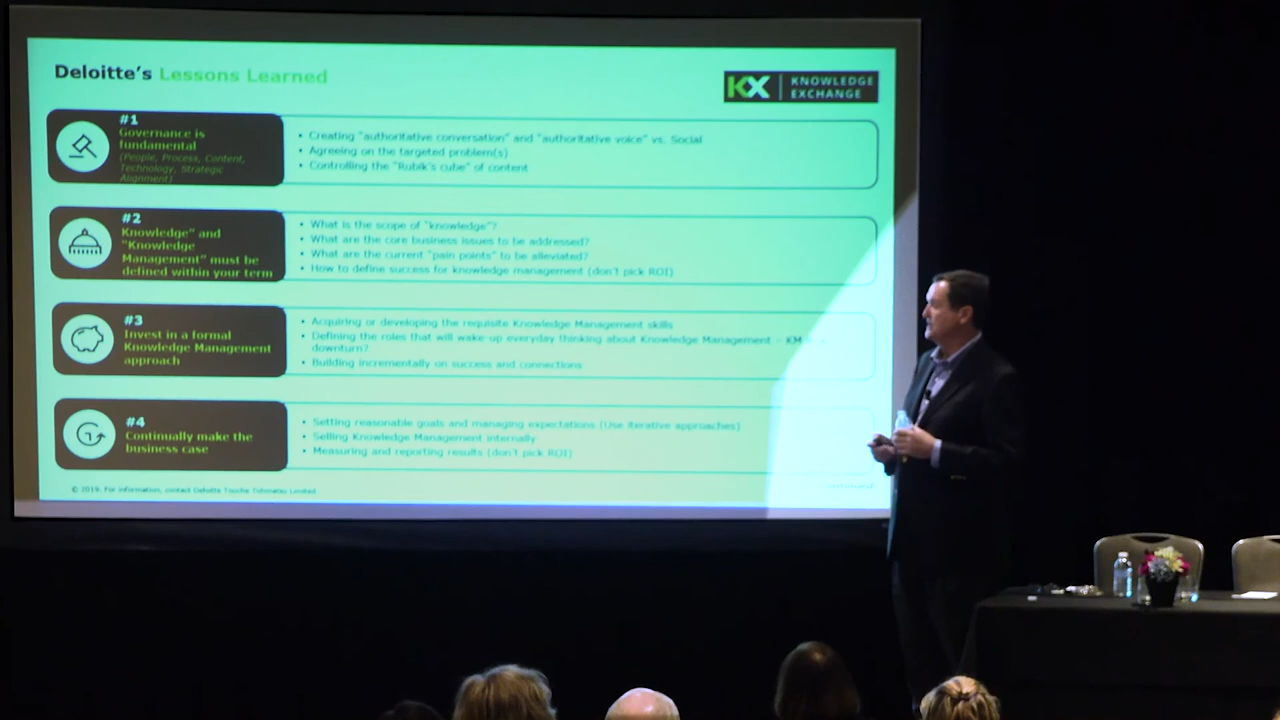 Deloitte's Lessons Learned
KX KNOWLEDGE
EXCHANGE
#1
Governance is
fundamental
(People, Process, Content,
Technology, Strategic
Alignment)
• Creating "authoritative conversation" and "authoritative voice" vs. Social
• Agreeing on the targeted problem(s)
• Controlling the "Rubik's cube" of content
#2
Knowledge" and
"Knowledge
Management" must be
defined within your term
• What is the scope of "knowledge"?
• What are the core business issues to be addressed?
• What are the current "pain points" to be alleviated?
• How to define success for knowledge management (don't pick ROI)
#3
Invest in a formal
Knowledge Management
approach
• Acquiring or developing the requisite Knowledge Management skills
• Defining the roles that will wake-up everyday thinking about Knowledge Management – KM
downturn?
• Building incrementally on success and connections
#4
Continually make the
business case
• Setting reasonable goals and managing expectations (Use iterative approaches)
• Selling Knowledge Management internally
• Measuring and reporting results (don't pick ROI)
© 2019. For information, contact Deloitte Touche Tohmatsu Limited